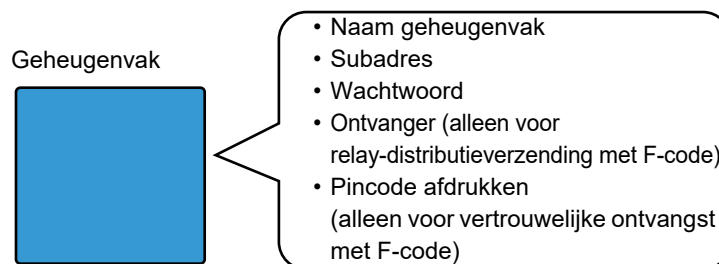 Geheugenvak
• Naam geheugenvak
• Subadres
• Wachtwoord
• Ontvanger (alleen voor
relay-distributieverzending met F-code)
• Pincode afdrukken
(alleen voor vertrouwelijke ontvangst
met F-code)